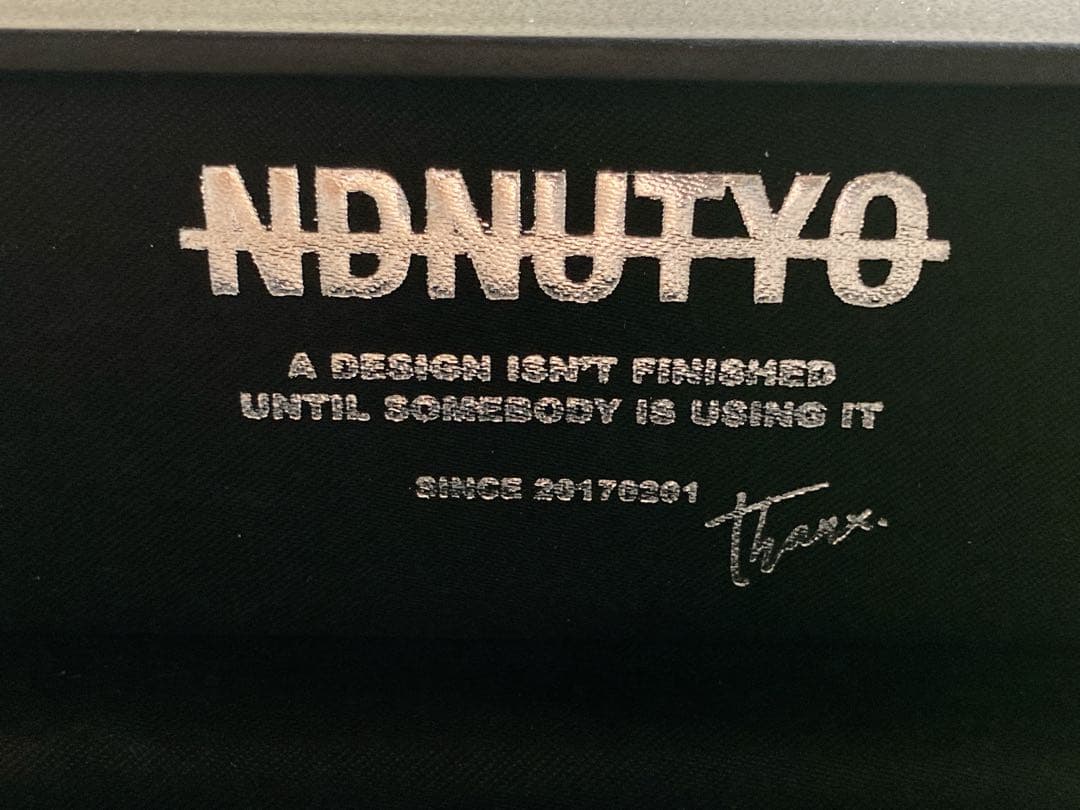 NDNUTYO
A DESIGN ISN'T FINISHED
UNTIL SOMEBODY IS USING IT
SINCE 20170201
Thanx.